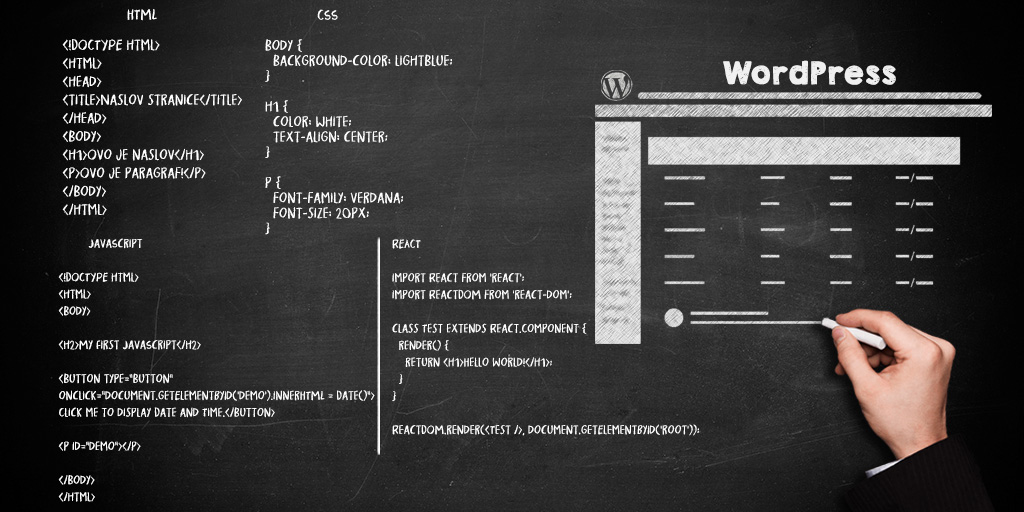 HTML
<!DOCTYPE HTML>
<HTML>
<HEAD>
<TITLE>NASLOV STRANICE</TITLE>
</HEAD>
<BODY>
<H1>OVO JE NASLOV</H1>
<P>OVO JE PARAGRAF!</P>
</BODY>
</HTML>
CSS
BODY {
BACKGROUND-COLOR: LIGHTBLUE;
}
H1 {
COLOR: WHITE;
TEXT-ALIGN: CENTER;
}
P {
FONT-FAMILY: VERDANA;
FONT-SIZE: 20PX;
}
JAVASCRIPT
<!DOCTYPE HTML>
<HTML>
<BODY>
<H2>MY FIRST JAVASCRIPT</H2>
<BUTTON TYPE="BUTTON"
ONCLICK="DOCUMENT.GETELEMENTBYID('DEMO').INNERHTML = DATE()">
CLICK ME TO DISPLAY DATE AND TIME.</BUTTON>
<P ID="DEMO"></P>
</BODY>
</HTML>
REACT
IMPORT REACT FROM 'REACT';
IMPORT REACTDOM FROM 'REACT-DOM';
CLASS TEST EXTENDS REACT.COMPONENT {
RENDER() {
RETURN <H1>HELLO WORLD!</H1>;
}
}
REACTDOM.RENDER(<TEST />, DOCUMENT.GETELEMENTBYID('ROOT'));
WordPress